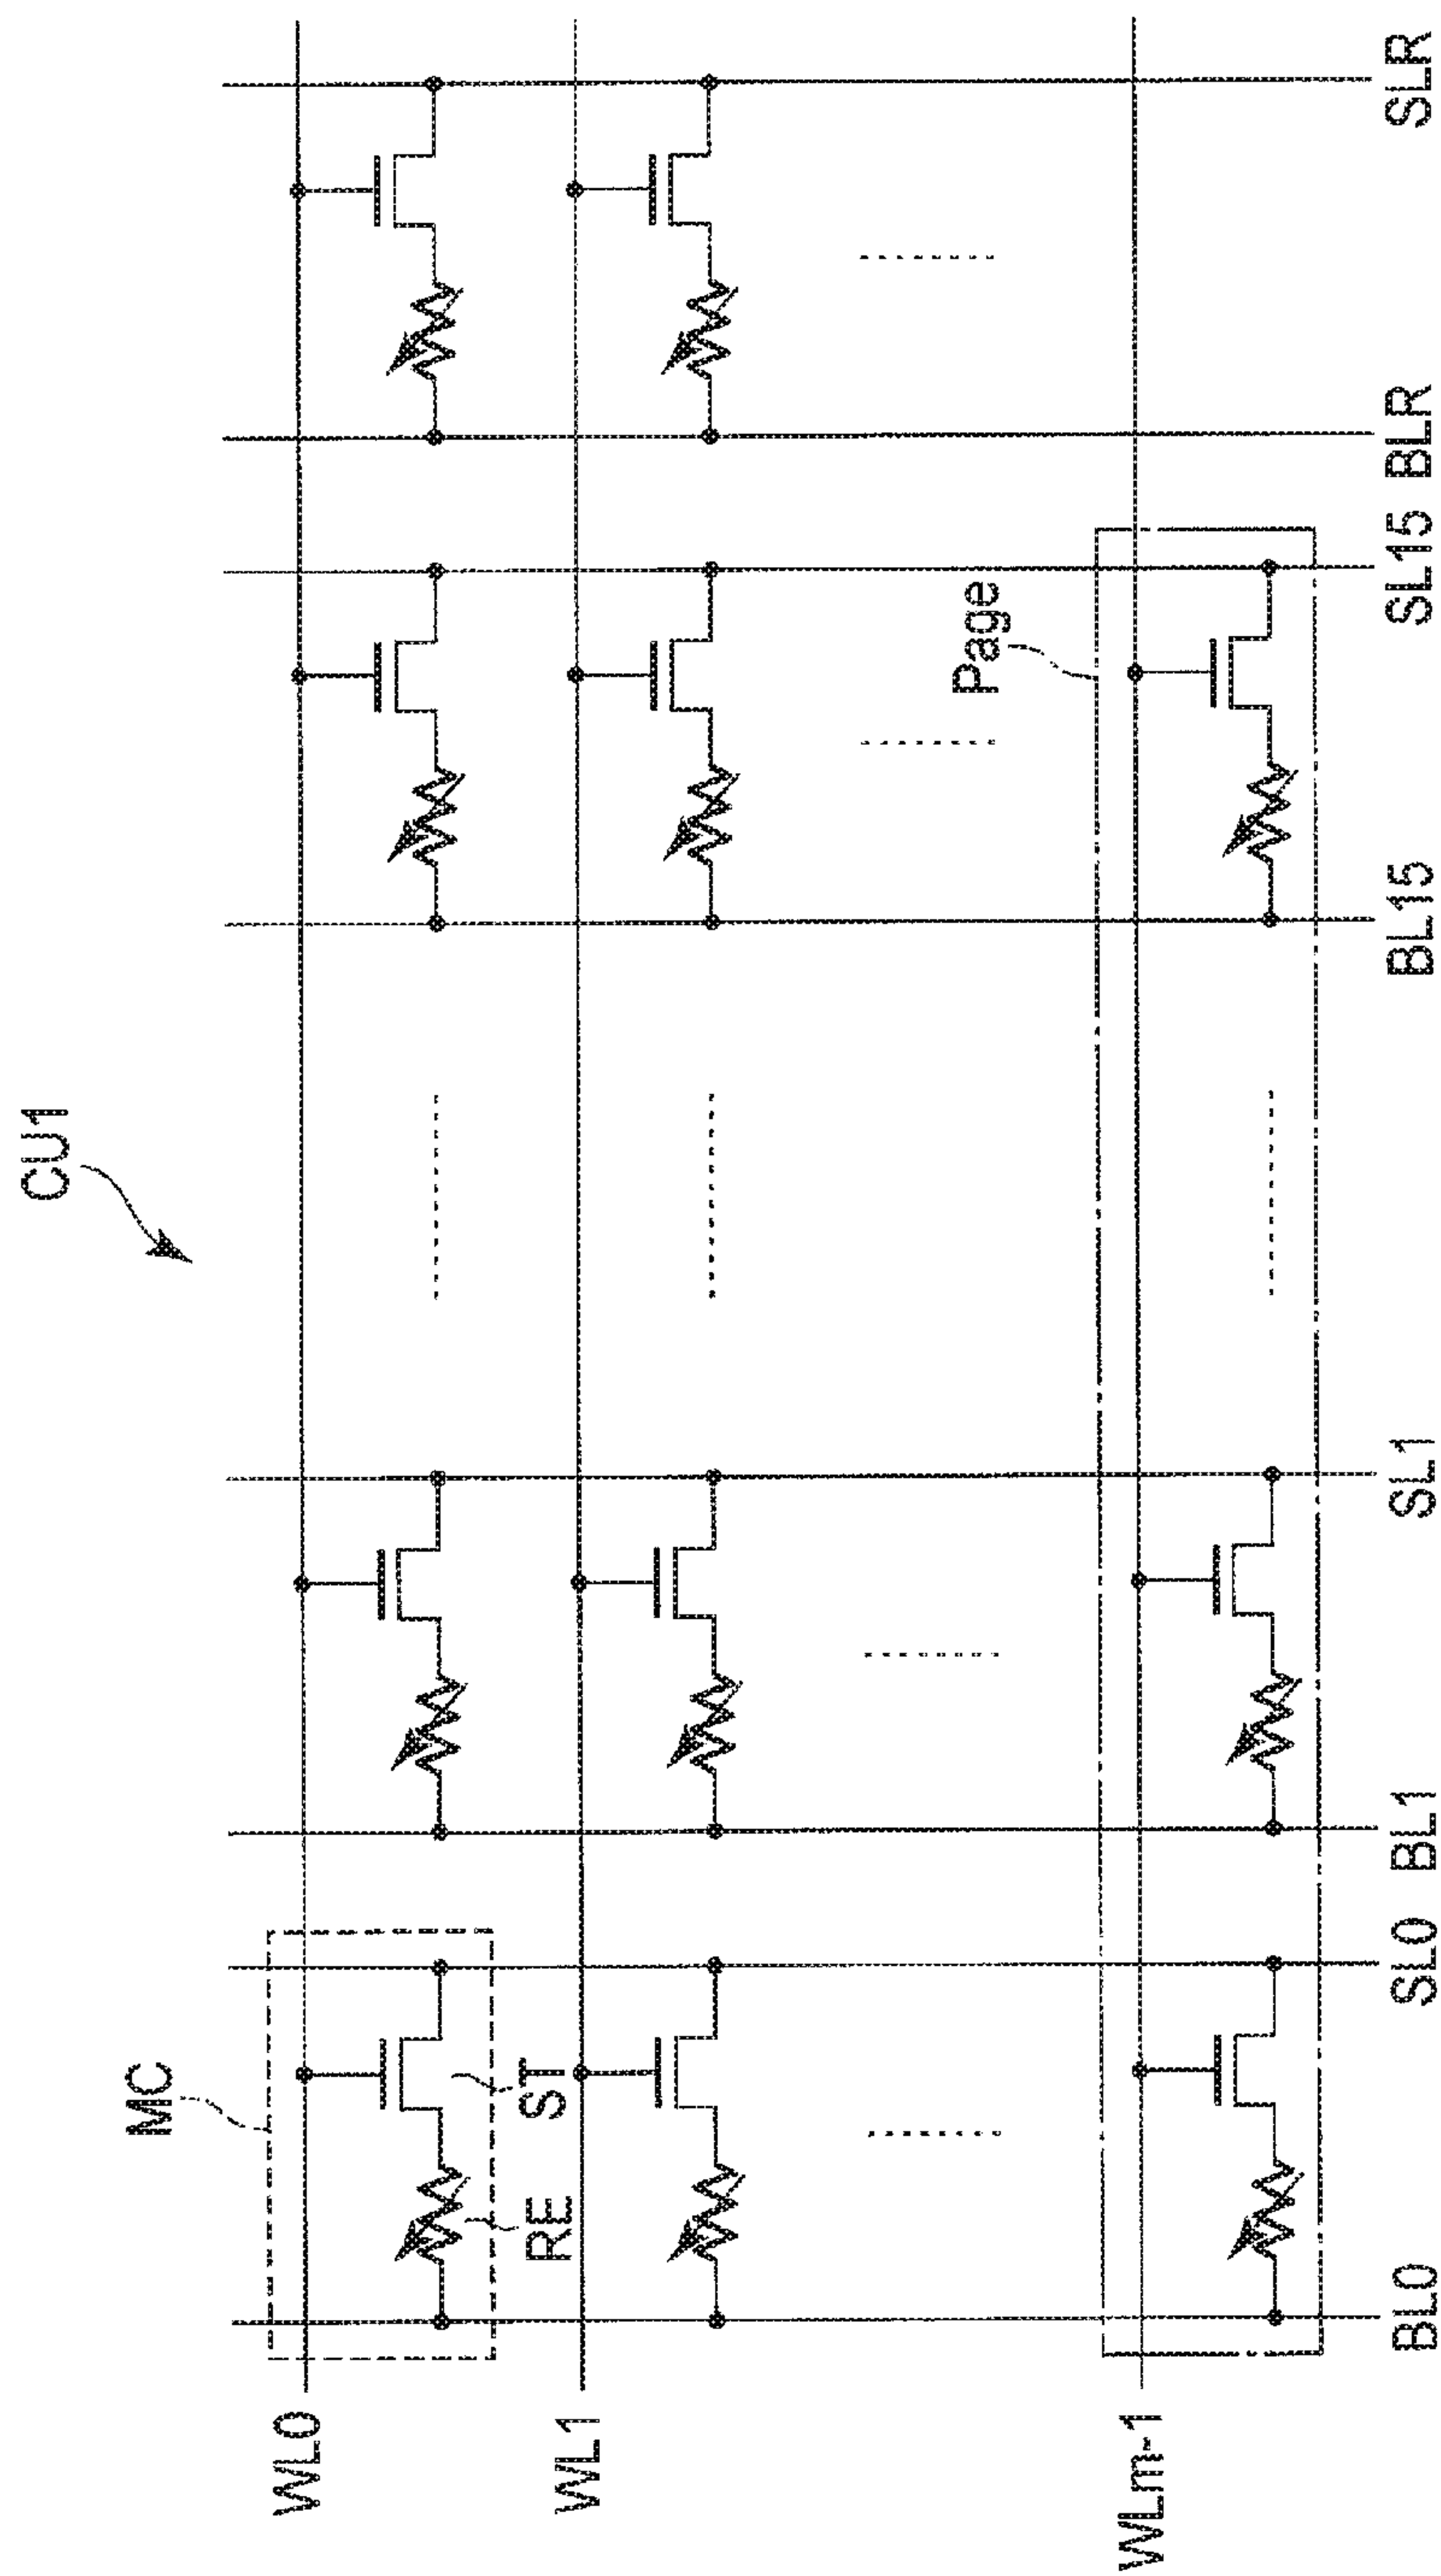 CU1
MC
WL0
RE
ST
WL1
Page
WLm-1
BL0
SL0
BL1
SL1
BL15
SL15
BLR
SLR